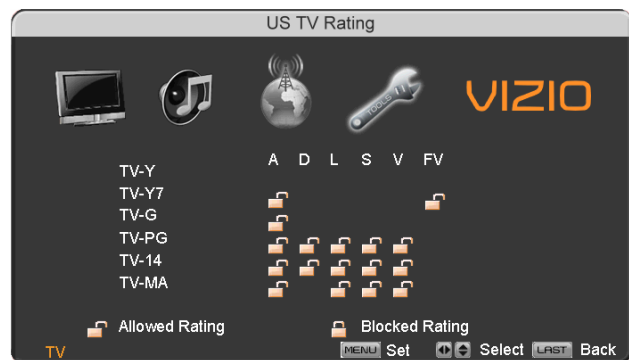 US TV Rating
TOOLS
VIZIO
A D L S V FV
TV-Y
TV-Y7
TV-G
TV-PG
TV-14
TV-MA
Allowed Rating Blocked Rating
TV MENU Set Select LAST Back